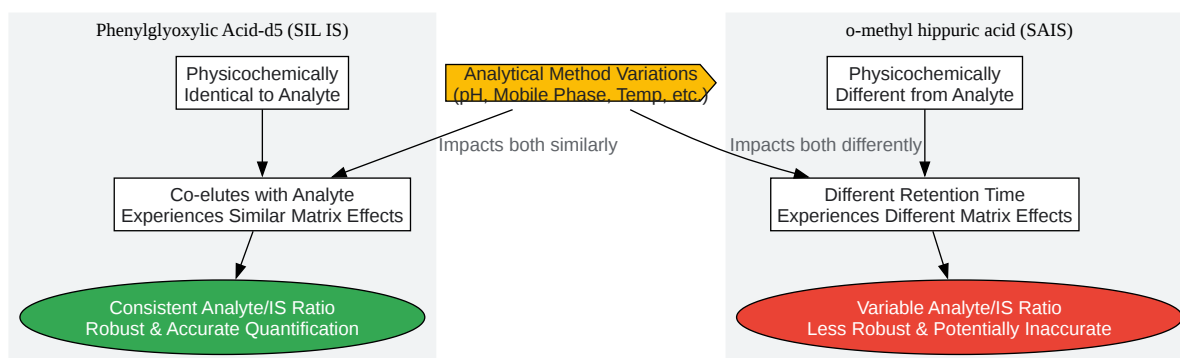 Phenylglyoxylic Acid-d5 (SIL IS)
Physicochemically
Identical to Analyte
Co-elutes with Analyte
Experiences Similar Matrix Effects
Consistent Analyte/IS Ratio
Robust & Accurate Quantification
Analytical Method Variations
(pH, Mobile Phase, Temp, etc.)
Impacts both similarly
Impacts both differently
o-methyl hippuric acid (SAIS)
Physicochemically
Different from Analyte
Different Retention Time
Experiences Different Matrix Effects
Variable Analyte/IS Ratio
Less Robust & Potentially Inaccurate